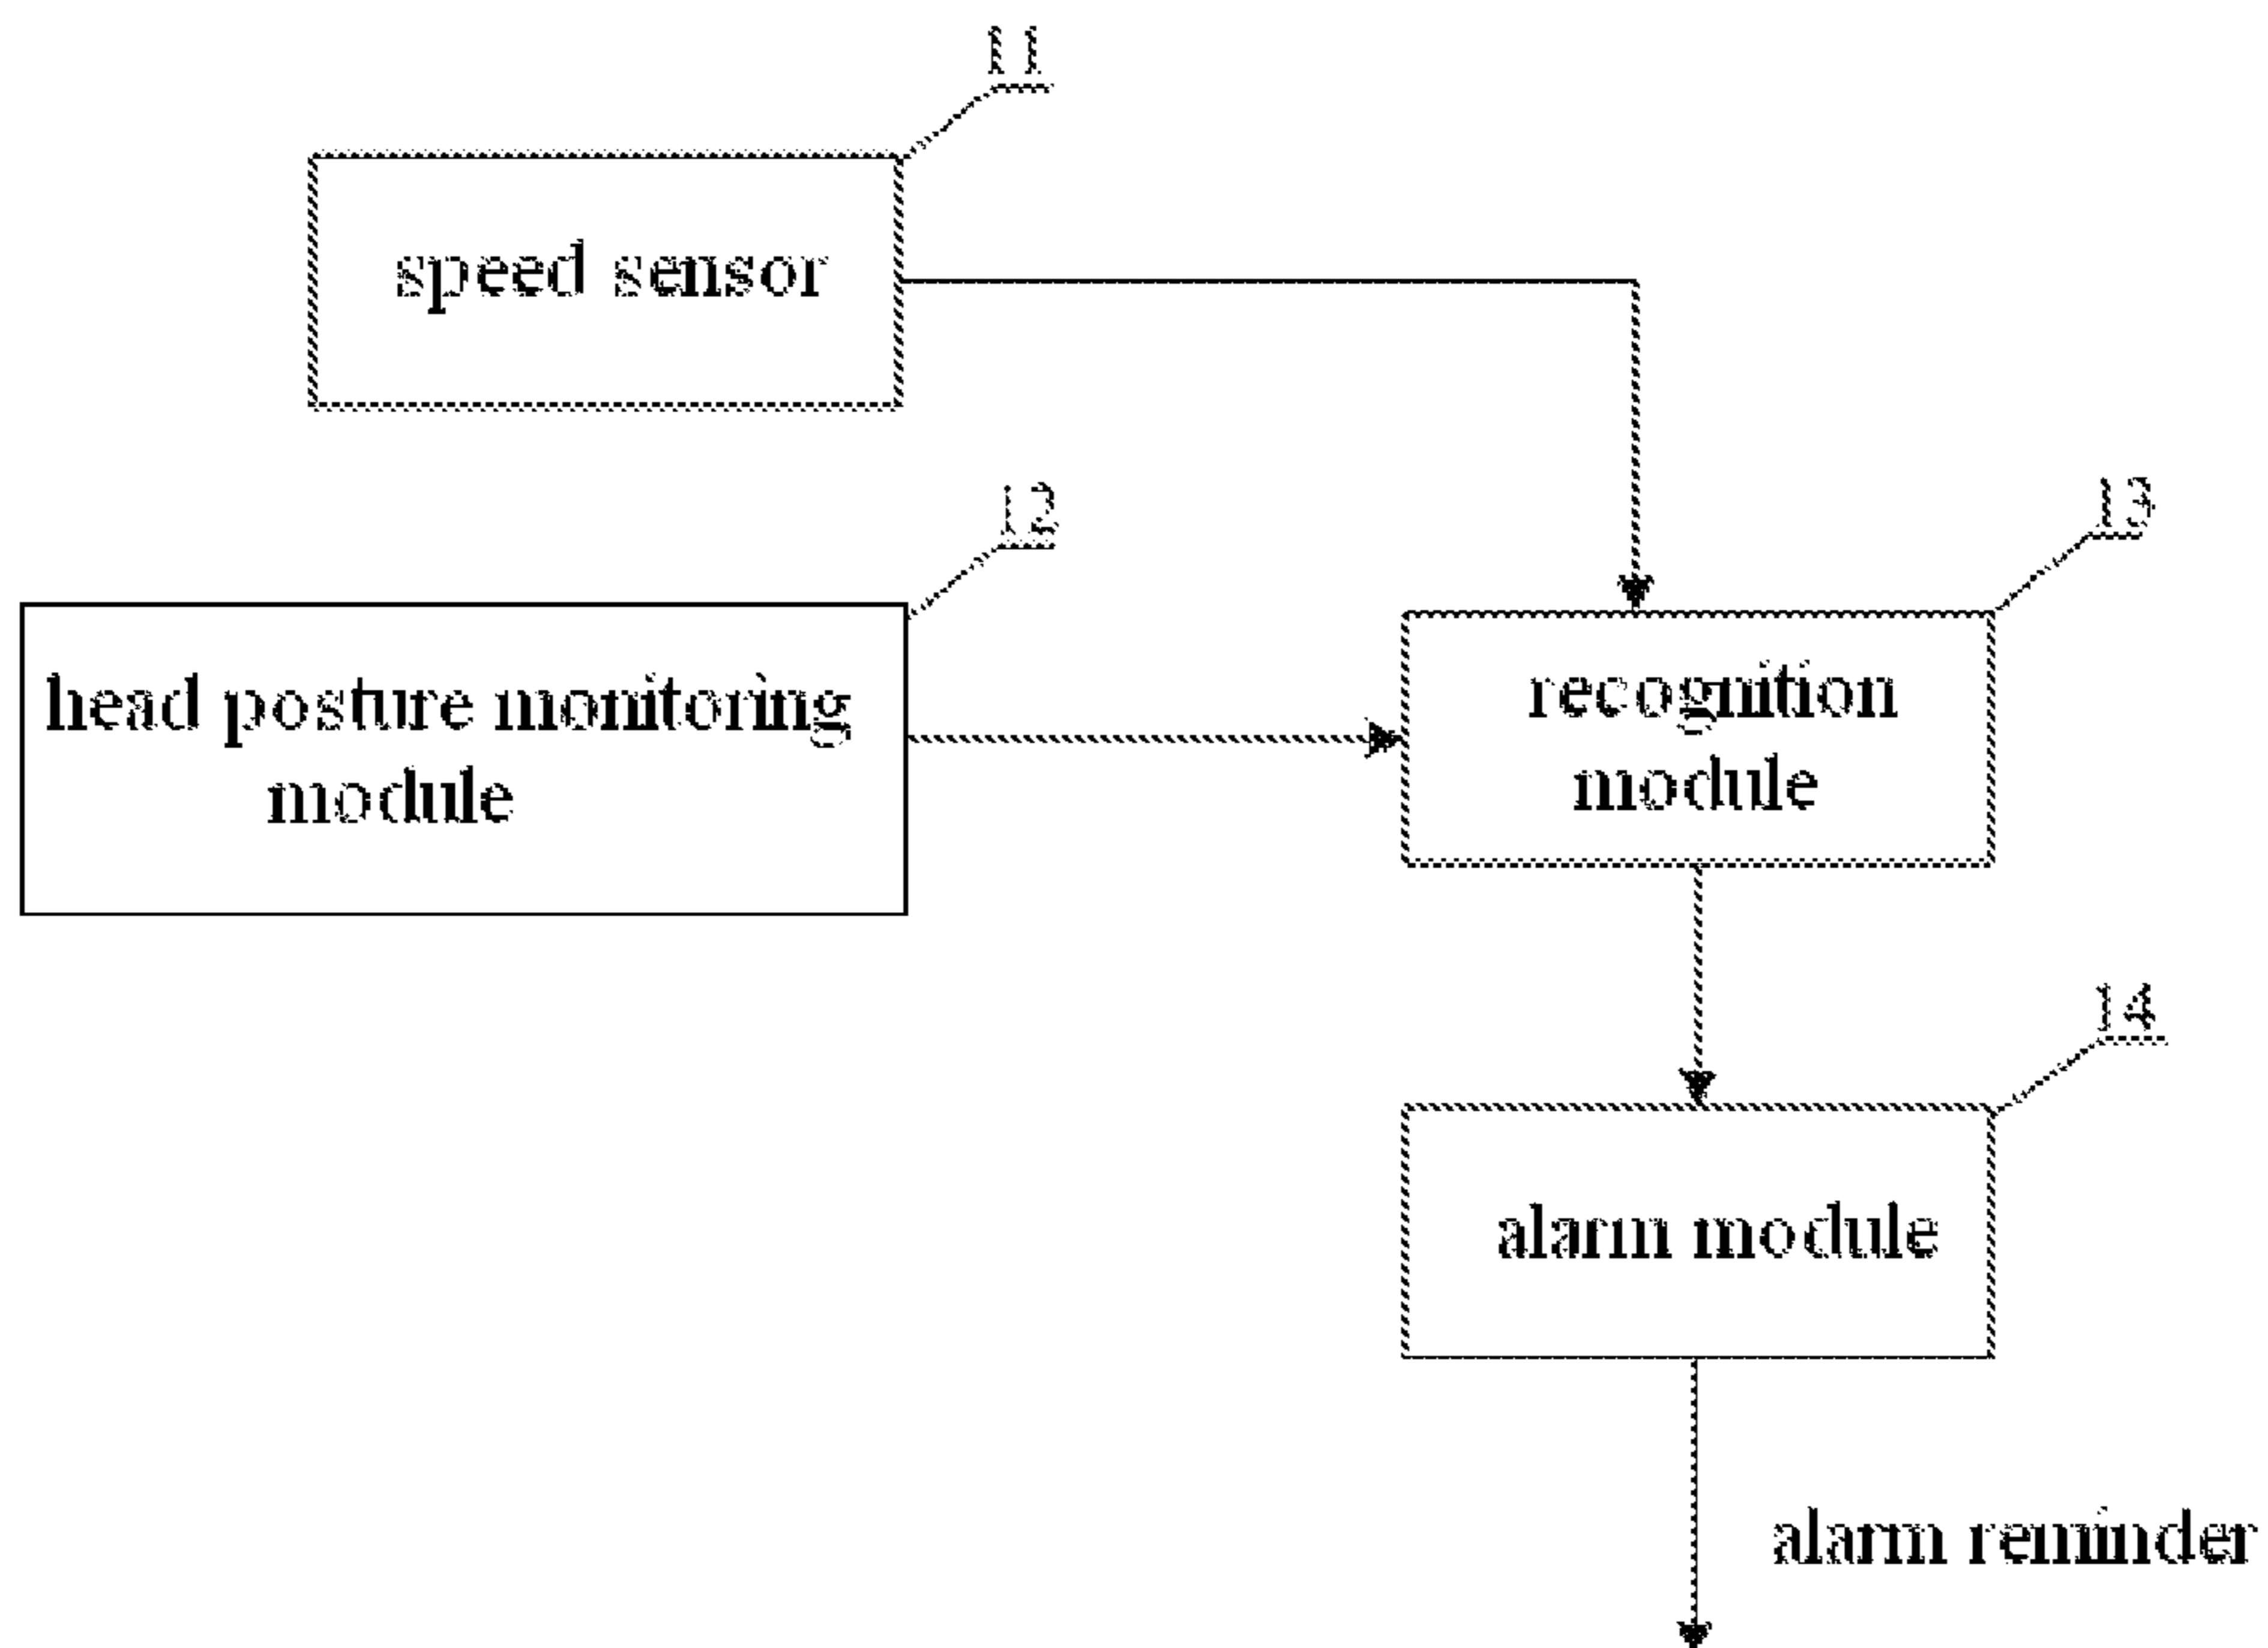 11
speed sensor
12
13
head posture monitoring
module
recognition
module
14
alarm module
alarm reminder